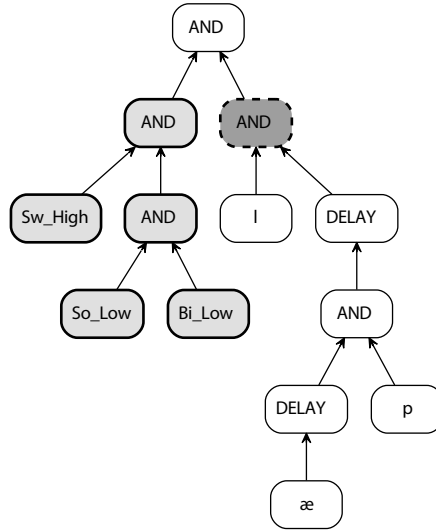 AND
AND AND
Sw_High AND l DELAY
So_Low Bi_Low AND
DELAY p
æ